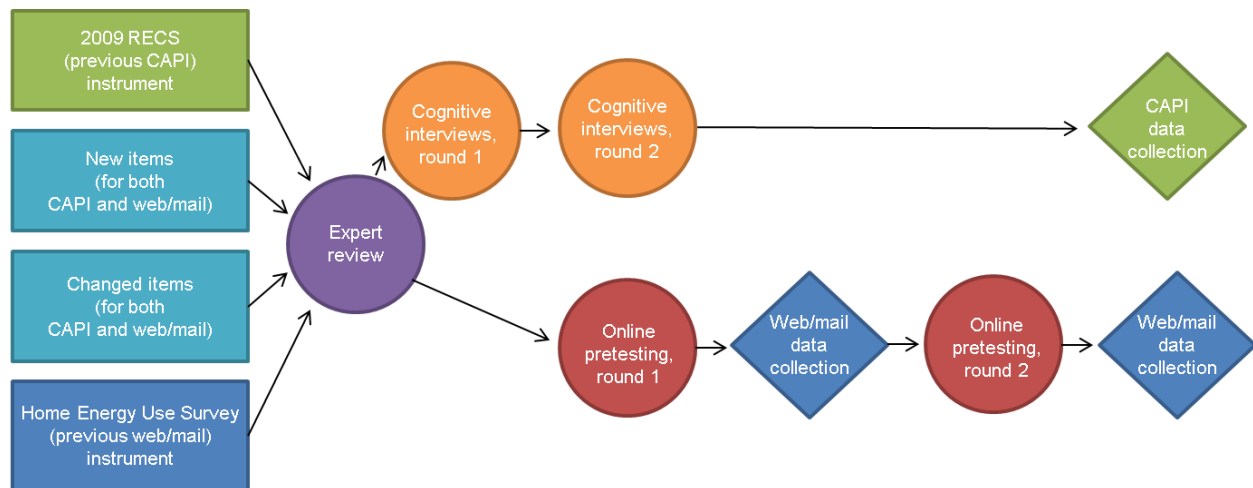 2009 RECS
(previous CAPI)
instrument
New items
(for both
CAPI and web/mail)
Changed items
(for both
CAPI and web/mail)
Home Energy Use Survey
(previous web/mail)
instrument
Expert
review
Cognitive
interviews,
round 1
Cognitive
interviews,
round 2
CAPI
data
collection
Online
pretesting,
round 1
Web/mail
data
collection
Online
pretesting,
round 2
Web/mail
data
collection